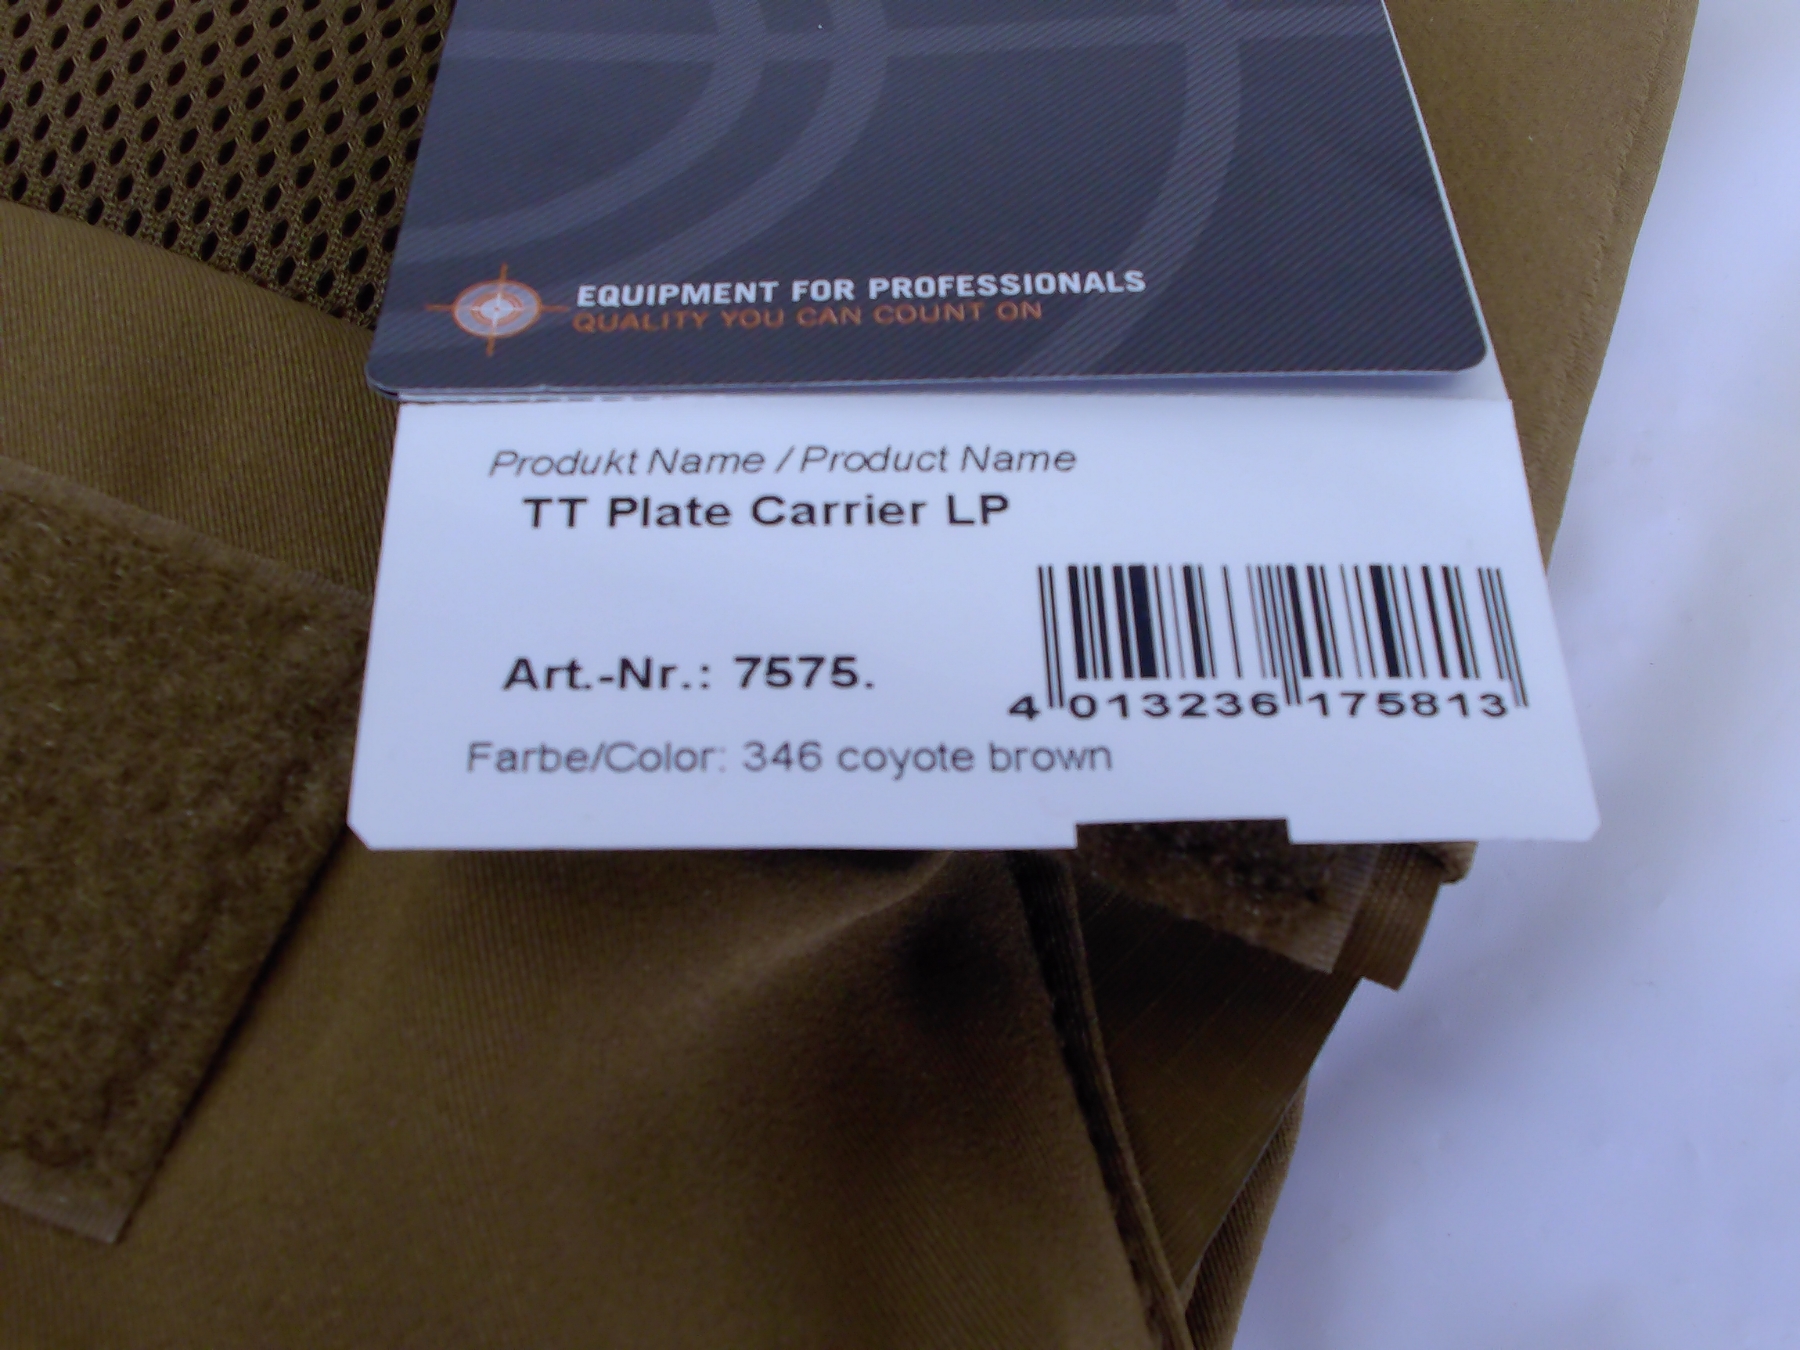 EQUIPMENT FOR PROFESSIONALS
QUALITY YOU CAN COUNT ON
Produkt Name / Product Name
TT Plate Carrier LP
Art.-Nr.: 7575.
4 013236 175813
Farbe/Color: 346 coyote brown